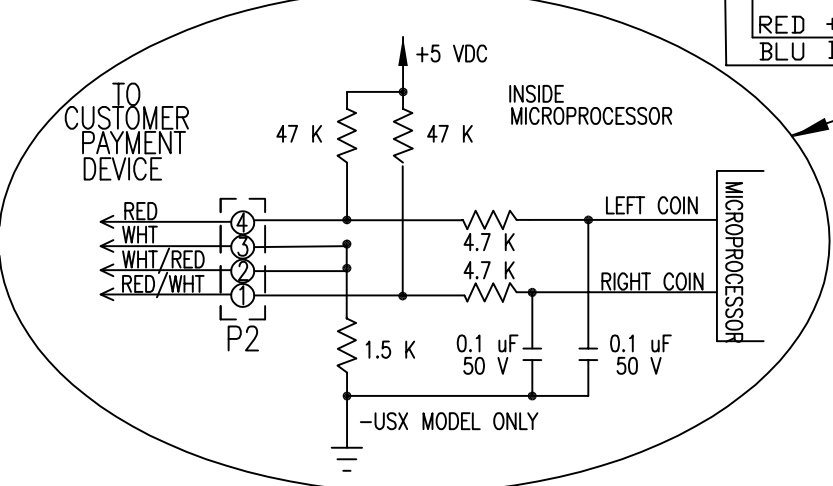 RED +
BLU
+5 VDC
TO
CUSTOMER
PAYMENT
DEVICE
INSIDE
MICROPROCESSOR
47 K
47 K
RED
4
LEFT COIN
WHT
3
4.7 K
WHT/RED
2
4.7 K
RED/WHT
1
RIGHT COIN
MICROPROCESSOR
P2
1.5 K
0.1 uF
50 V
0.1 uF
50 V
-USX MODEL ONLY